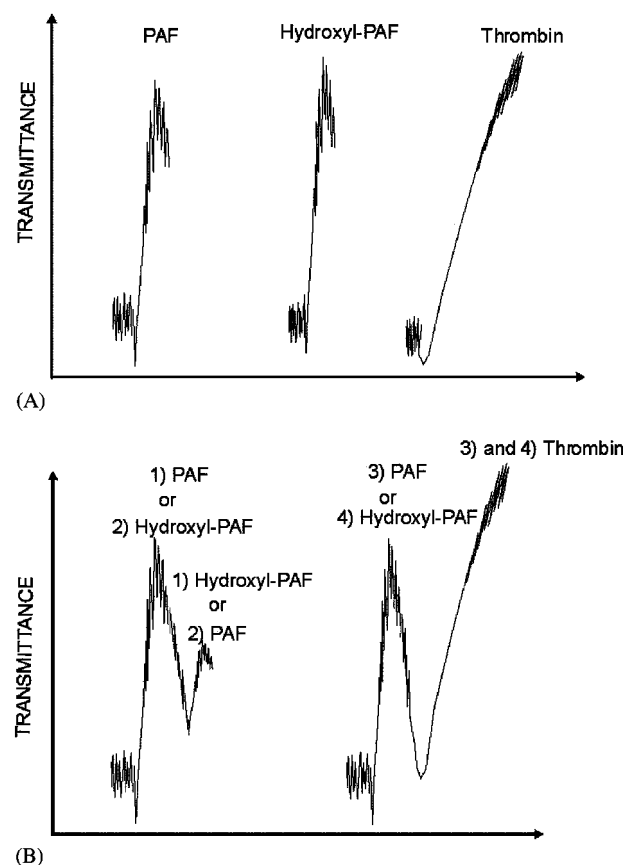 PAF
Hydroxyl-PAF
Thrombin
TRANSMITTANCE
(A)
3) and 4) Thrombin
1) PAF
or
2) Hydroxyl-PAF
1) Hydroxyl-PAF
or
2) PAF
3) PAF
or
4) Hydroxyl-PAF
TRANSMITTANCE
(B)